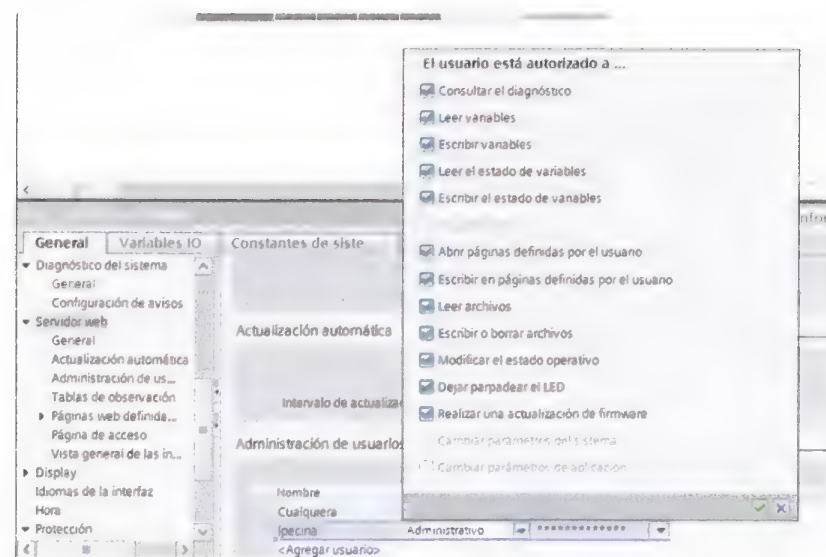 El usuario está autorizado a ...
Consultar el diagnóstico
Leer variables
Escribir variables
Leer el estado de variables
Escribir el estado de variables
Abrir páginas definidas por el usuario
Escribir en páginas definidas por el usuario
Leer archivos
Escribir o borrar archivos
Modificar el estado operativo
Dejar parpadear el LED
Realizar una actualización de firmware
Cambiar parámetros del sistema
Cambiar parámetros de aplicación
General
Variables IO
Constantes de siste
Diagnóstico del sistema
General
Configuración de avisos
Servidor web
General
Actualización automática
Administración de us...
Tablas de observación
Páginas web definida...
Página de acceso
Vista general de las in...
Display
Idiomas de la interfaz
Hora
Protección
Actualización automática
Intervalo de actualiza
Administración de usuarios
Nombre
Cualquiera
lpecina Administrativo *************
<Agregar usuario>